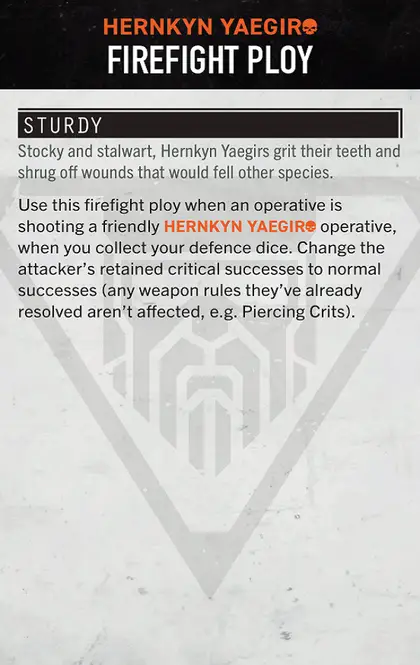 HERNKYN YAEGIR
FIREFIGHT PLOY
STURDY
Stocky and stalwart, Hernkyn Yaegirs grit their teeth and
shrug off wounds that would fell other species.
Use this firefight ploy when an operative is
shooting a friendly HERNKYN YAEGIR operative,
when you collect your defence dice. Change the
attacker’s retained critical successes to normal
successes (any weapon rules they’ve already
resolved aren’t affected, e.g. Piercing Crits).